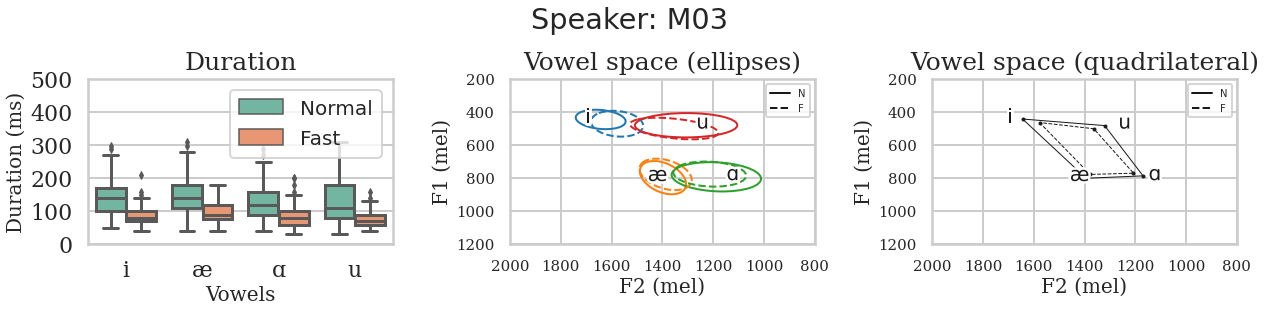 Speaker: M03
Duration
500
400
300
200
100
0
Duration (ms)
Normal
Fast
i
æ
ɑ
u
Vowels
Vowel space (ellipses)
200
400
600
800
1000
1200
F1 (mel)
N
F
i
u
æ
ɑ
2000 1800 1600 1400 1200 1000 800
F2 (mel)
Vowel space (quadrilateral)
200
400
600
800
1000
1200
F1 (mel)
N
F
i
u
æ
ɑ
2000 1800 1600 1400 1200 1000 800
F2 (mel)